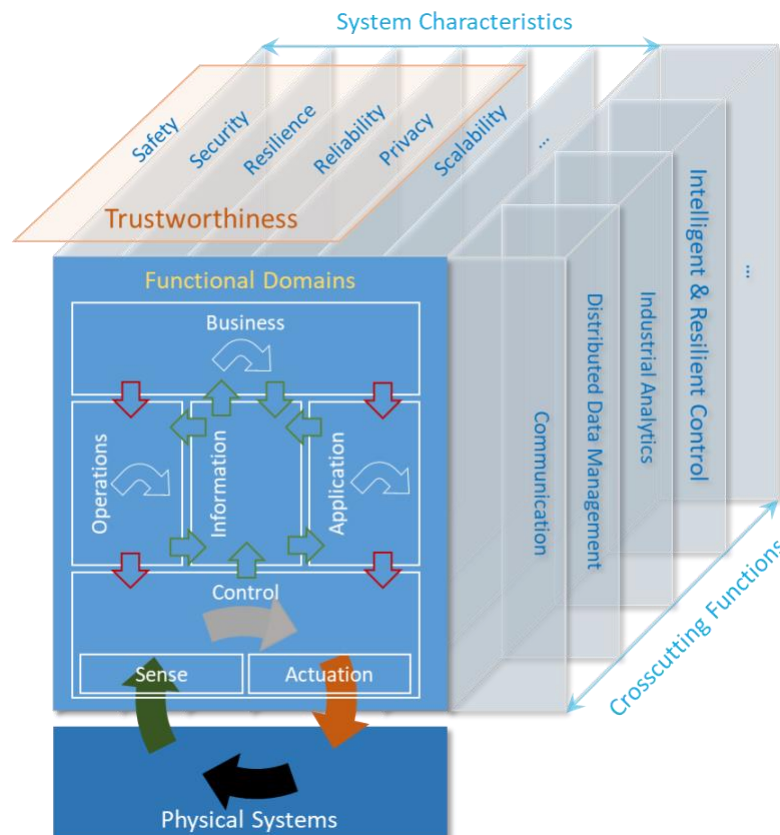 System Characteristics
Safety
Security
Resilience
Reliability
Privacy
Scalability
...
Trustworthiness
Functional Domains
Business
Operations
Information
Application
Control
Sense
Actuation
Physical Systems
Communication
Distributed Data Management
Industrial Analytics
Intelligent & Resilient Control
...
Crosscutting Functions